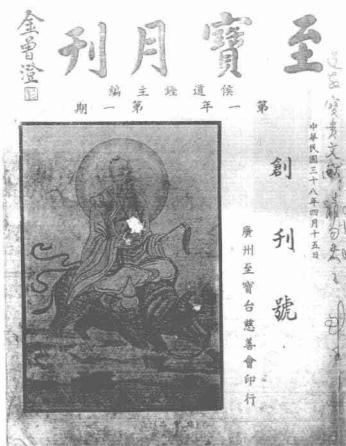 至寶月刊
金曾澄
侯道銓主編
第一年 第一期
中華民國三十八年四月十五日
創刊號
廣州至寶台慈善會印行